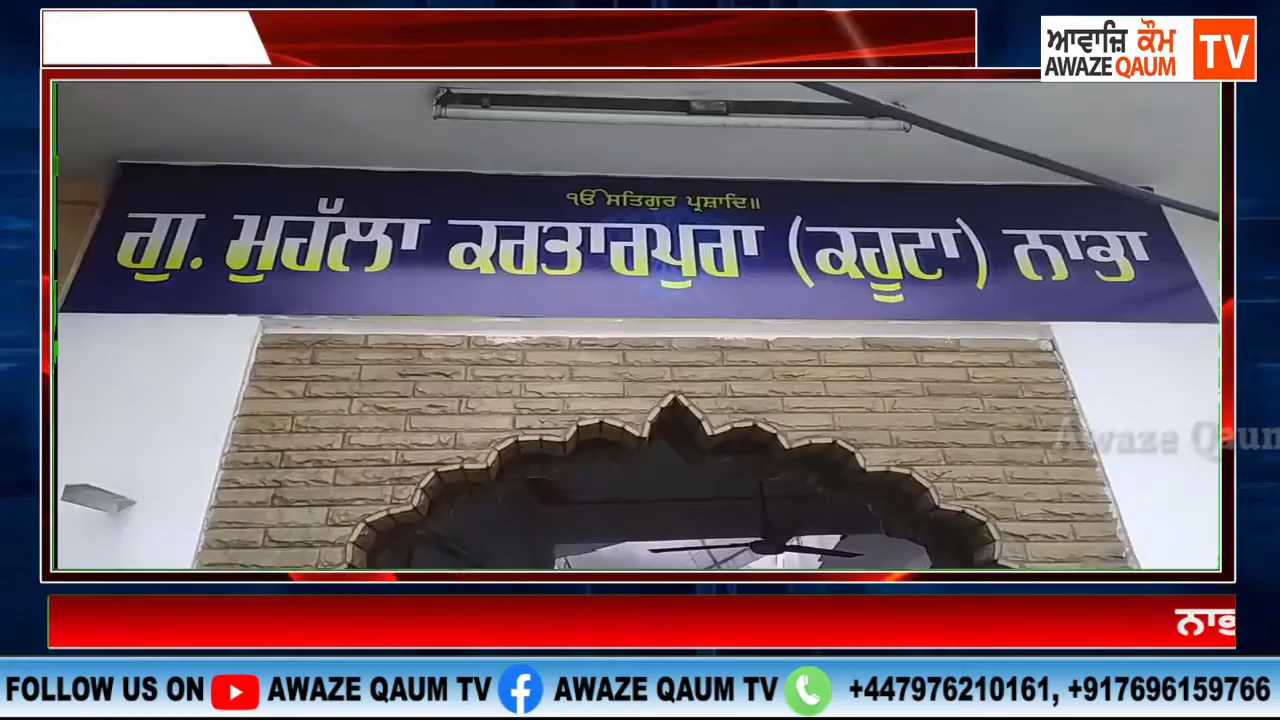 ਆਵਾਜ਼ਿ ਕੌਮ
AWAZE QAUM
TV
ੴ ਸਤਿਗੁਰ ਪ੍ਰਸ਼ਾਦਿ॥
ਗੁ. ਮੁਹੱਲਾ ਕਰਤਾਰਪੁਰਾ (ਕਹੂਟਾ) ਨਾਭਾ
Awaze Qaum
FOLLOW US ON AWAZE QAUM TV AWAZE QAUM TV +447976210161, +917696159766